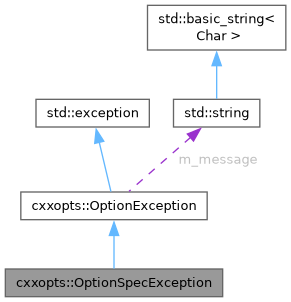 std::basic_string<
Char >
std::exception
std::string
m_message
cxxopts::OptionException
cxxopts::OptionSpecException